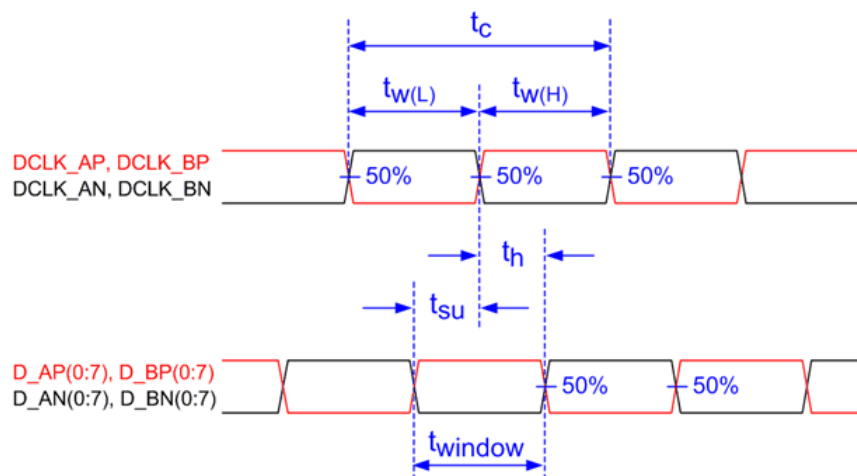 tc
tw(L) tw(H)
DCLK_AP, DCLK_BP
DCLK_AN, DCLK_BN
50% 50% 50%
th
tsu
D_AP(0:7), D_BP(0:7)
D_AN(0:7), D_BN(0:7)
50% 50%
twindow